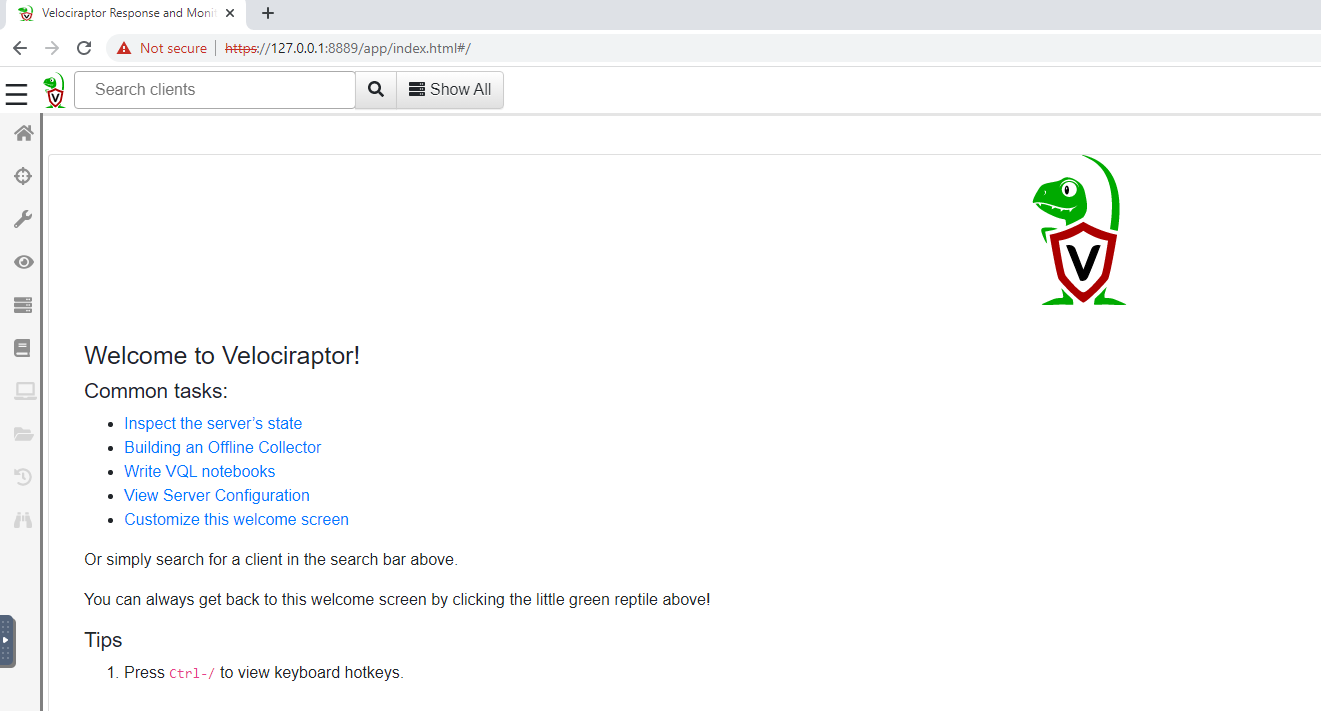 Velociraptor Response and Monit
Not secure
https://127.0.0.1:8889/app/index.html#/
V
Search clients
Show All
V
Welcome to Velociraptor!
Common tasks:
Inspect the server’s state
Building an Offline Collector
Write VQL notebooks
View Server Configuration
Customize this welcome screen
Or simply search for a client in the search bar above.
You can always get back to this welcome screen by clicking the little green reptile above!
Tips
1. Press Ctrl-/ to view keyboard hotkeys.